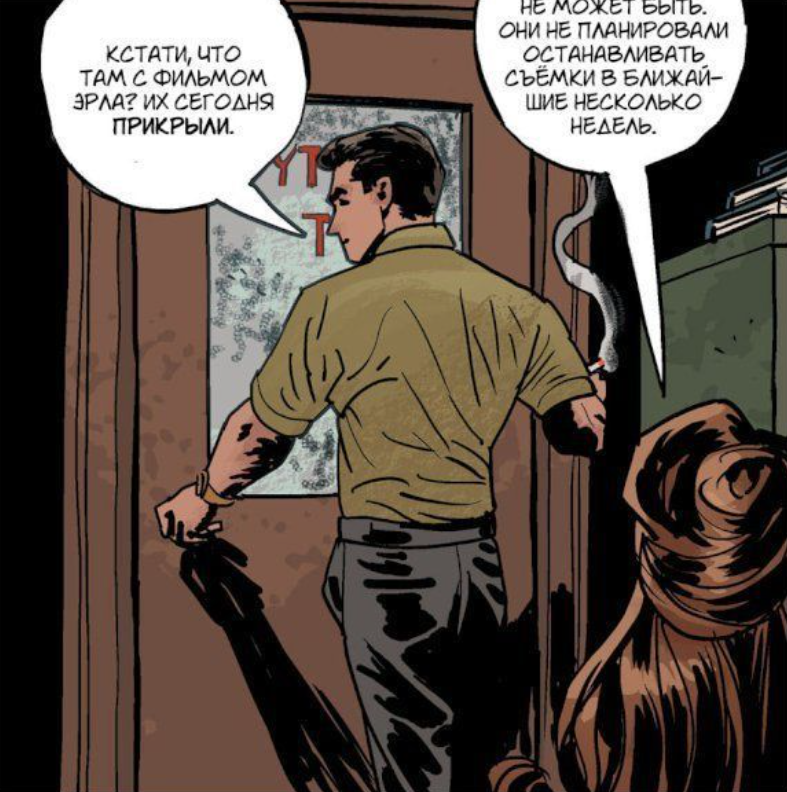 КСТАТИ, ЧТО
ТАМ С ФИЛЬМОМ
ЭРЛА? ИХ СЕГОДНЯ
ПРИКРЫЛИ.
НЕ МОЖЕТ БЫТЬ.
ОНИ НЕ ПЛАНИРОВАЛИ
ОСТАНАВЛИВАТЬ
СЪЁМКИ В БЛИЖАЙ-
ШИЕ НЕСКОЛЬКО
НЕДЕЛЬ.